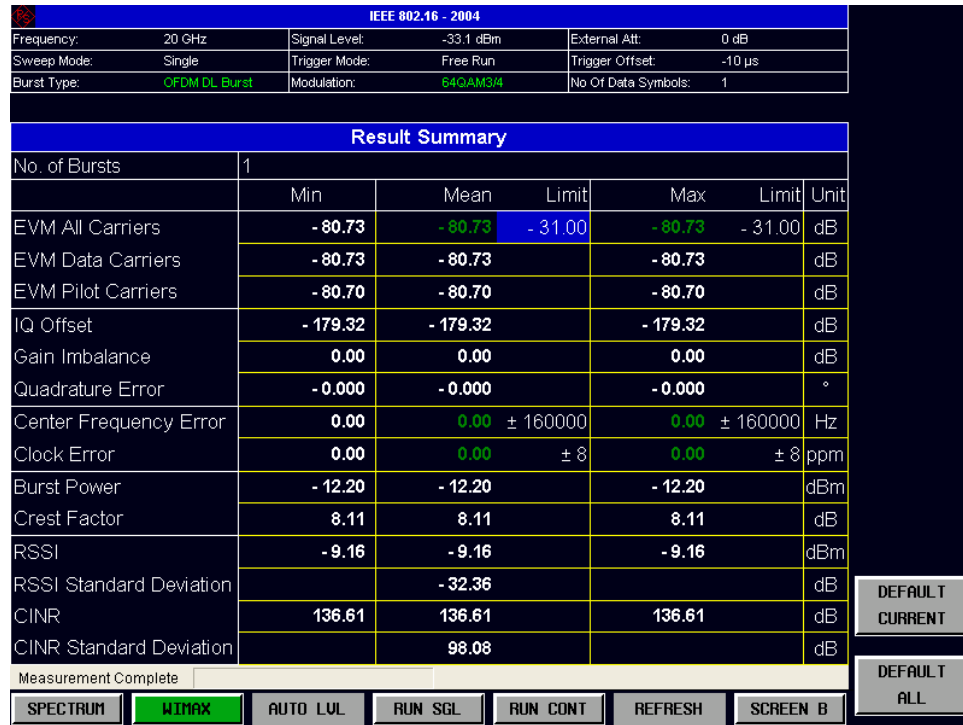 IEEE 802.16 - 2004
Frequency: 20 GHz Signal Level: -33.1 dBm External Att: 0 dB
Sweep Mode: Single Trigger Mode: Free Run Trigger Offset: -10 µs
Burst Type: OFDM DL Burst Modulation: 64QAM3/4 No Of Data Symbols: 1
Result Summary
No. of Bursts 1
Min Mean Limit Max Limit Unit
EVM All Carriers - 80.73 - 80.73 - 31.00 - 80.73 - 31.00 dB
EVM Data Carriers - 80.73 - 80.73 - 80.73 dB
EVM Pilot Carriers - 80.70 - 80.70 - 80.70 dB
IQ Offset - 179.32 - 179.32 - 179.32 dB
Gain Imbalance 0.00 0.00 0.00 dB
Quadrature Error - 0.000 - 0.000 - 0.000 °
Center Frequency Error 0.00 0.00 ± 160000 0.00 ± 160000 Hz
Clock Error 0.00 0.00 ± 8 0.00 ± 8 ppm
Burst Power - 12.20 - 12.20 - 12.20 dBm
Crest Factor 8.11 8.11 8.11 dB
RSSI - 9.16 - 9.16 - 9.16 dBm
RSSI Standard Deviation - 32.36 dB
CINR 136.61 136.61 136.61 dB
CINR Standard Deviation 98.08 dB
DEFAULT
CURRENT
DEFAULT
ALL
Measurement Complete
SPECTRUM WIMAX AUTO LVL RUN SGL RUN CONT REFRESH SCREEN B